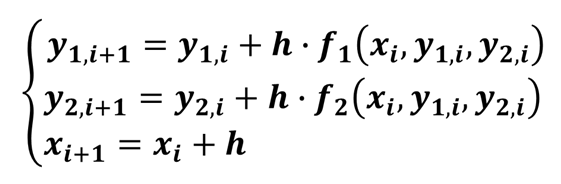 y₁,ᵢ₊₁ = y₁,ᵢ + h · f₁(xᵢ, y₁,ᵢ, y₂,ᵢ)
y₂,ᵢ₊₁ = y₂,ᵢ + h · f₂(xᵢ, y₁,ᵢ, y₂,ᵢ)
xᵢ₊₁ = xᵢ + h